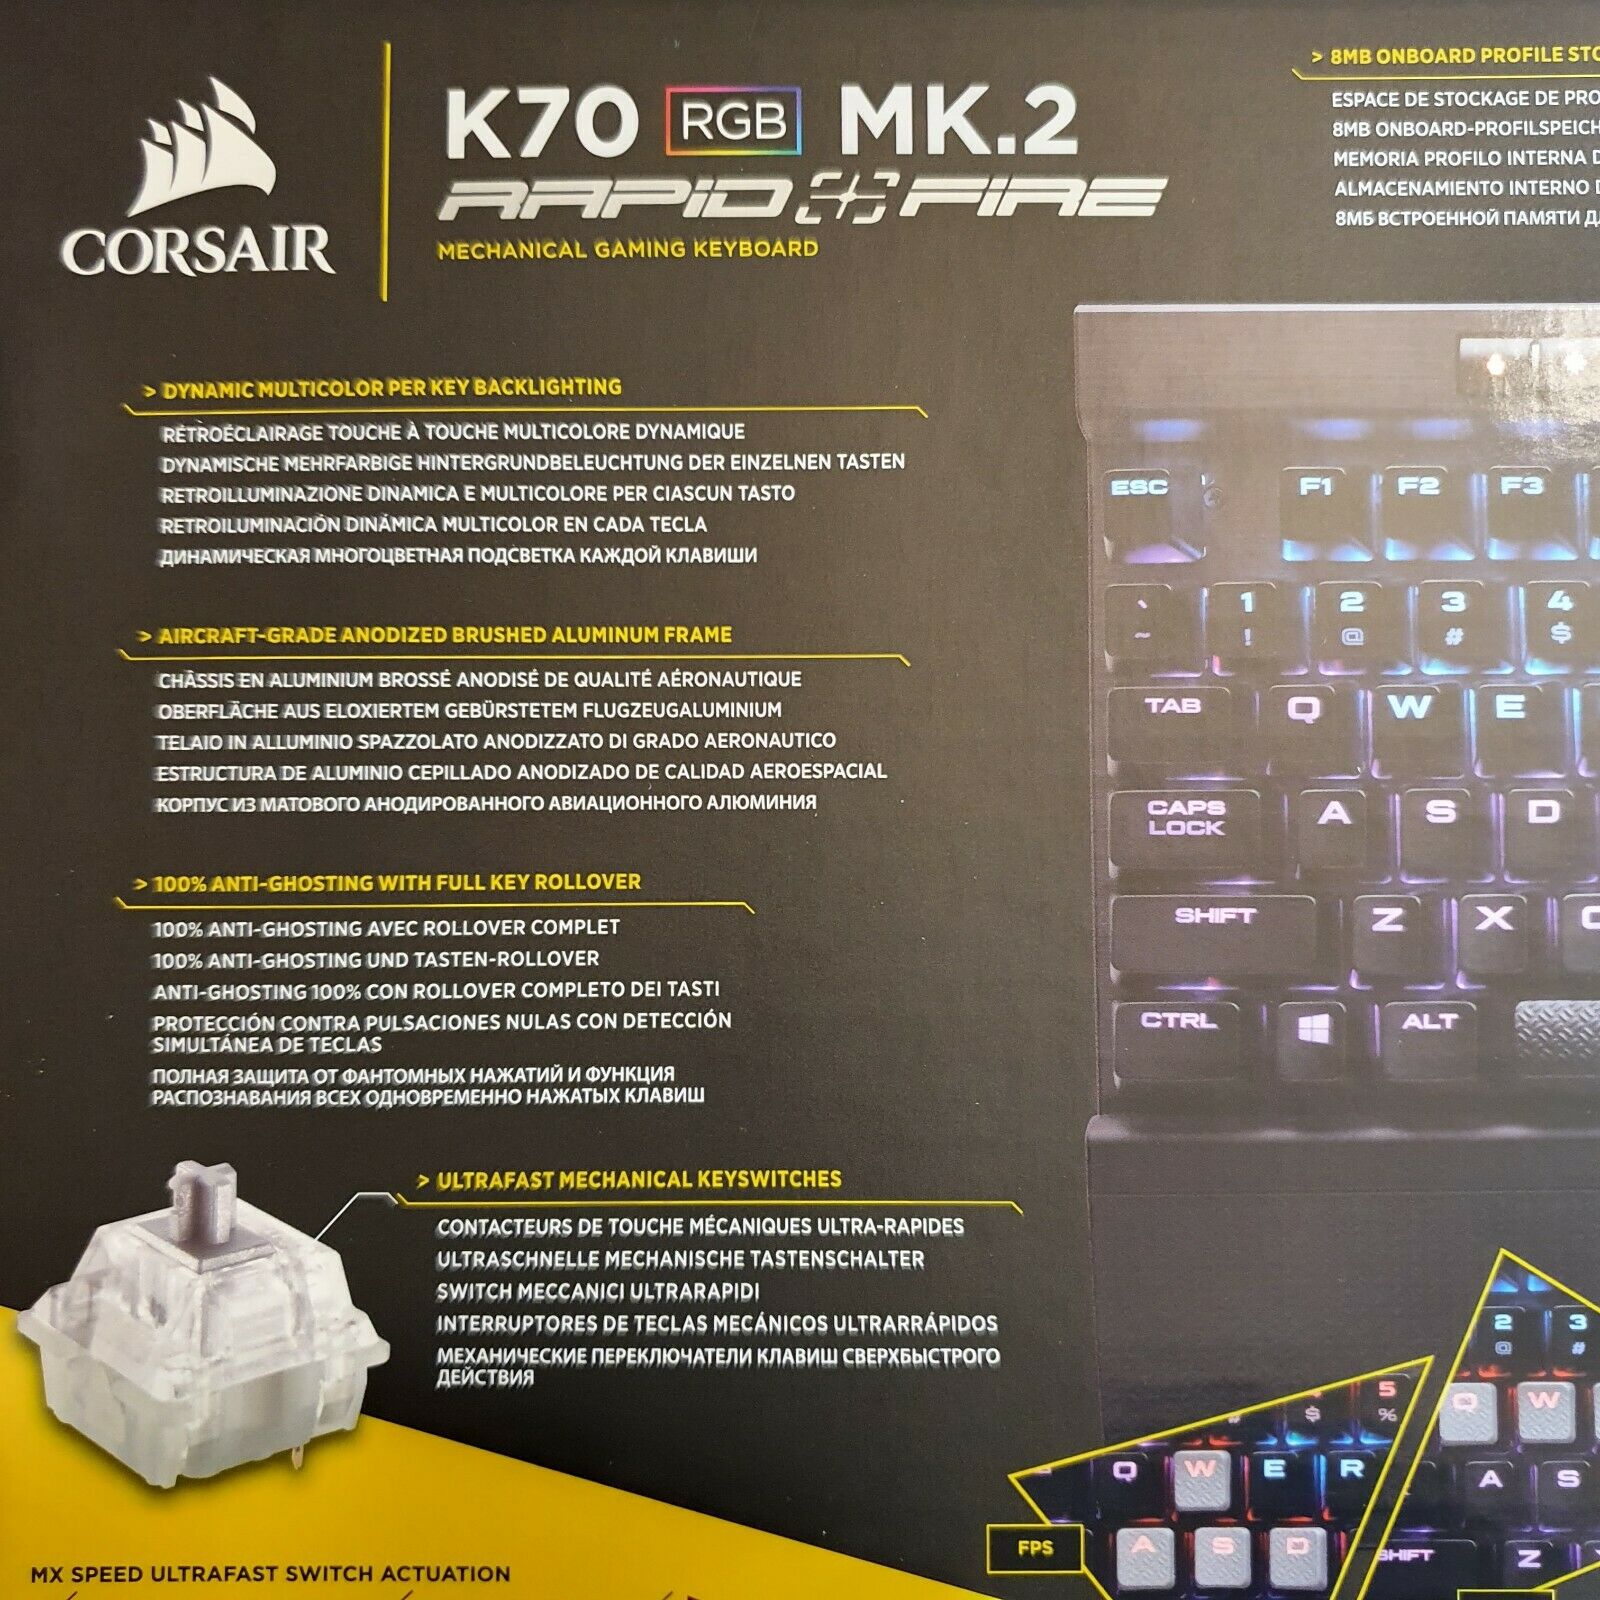 CORSAIR
K70 RGB MK.2
RAPID FIRE
MECHANICAL GAMING KEYBOARD
> 8MB ONBOARD PROFILE
ESPACE DE STOCKAGE DE
8MB
MEMORIA PROFILO INTERNA
ALMACENAMIENTO INTERNO
8МБ ВСТРОЕННОЙ ПАМЯТИ
> DYNAMIC MULTICOLOR PER KEY BACKLIGHTING
RÉTROÉCLAIRAGE TOUCHE À TOUCHE MULTICOLORE DYNAMIQUE
DYNAMISCHE MEHRFARBIGE HINTERGRUNDBELEUCHTUNG DER EINZELNEN TASTEN
RETROILLUMINAZIONE DINAMICA E MULTICOLORE PER CIASCUN TASTO
RETROILUMINACIÓN DINÁMICA MULTICOLOR EN CADA TECLA
ДИНАМИЧЕСКАЯ МНОГОЦВЕТНАЯ ПОДСВЕТКА КАЖДОЙ КЛАВИШИ
> AIRCRAFT-GRADE ANODIZED BRUSHED ALUMINUM FRAME
CHÂSSIS EN ALUMINIUM BROSSÉ ANODISÉ DE QUALITÉ AÉRONAUTIQUE
OBERFLÄCHE AUS ELOXIERTEM GEBÜRSTETEM FLUGZEUGALUMINIUM
TELAIO IN ALLUMINIO SPAZZOLATO ANODIZZATO DI GRADO AERONAUTICO
ESTRUCTURA DE ALUMINIO CEPILLADO ANODIZADO DE CALIDAD AEROESPACIAL
КОРПУС ИЗ МАТОВОГО АНОДИРОВАННОГО АВИАЦИОННОГО АЛЮМИНИЯ
> 100% ANTI-GHOSTING WITH FULL KEY ROLLOVER
100% ANTI-GHOSTING AVEC ROLLOVER COMPLET
100% ANTI-GHOSTING UND TASTEN-ROLLOVER
ANTI-GHOSTING 100% CON ROLLOVER COMPLETO DEI TASTI
PROTECCIÓN CONTRA PULSACIONES NULAS CON DETECCIÓN
SIMULTÁNEA DE TECLAS
ПОЛНАЯ ЗАЩИТА ОТ ФАНТОМНЫХ НАЖАТИЙ И ФУНКЦИЯ
РАСПОЗНАВАНИЯ ВСЕХ ОДНОВРЕМЕННО НАЖАТЫХ КЛАВИШ
> ULTRAFAST MECHANICAL KEYSWITCHES
CONTACTEURS DE TOUCHE MÉCANIQUES ULTRA-RAPIDES
ULTRASCHNELLE MECHANISCHE TASTENSCHALTER
SWITCH MECCANICI ULTRARAPIDI
INTERRUPTORES DE TECLAS MECÁNICOS ULTRARRÁPIDOS
МЕХАНИЧЕСКИЕ ПЕРЕКЛЮЧАТЕЛИ КЛАВИШ СВЕРХБЫСТРОГО
ДЕЙСТВИЯ
MX SPEED ULTRAFAST SWITCH ACTUATION
ESC F1 F2 F3
` 1 2 3 4
~ ! @ # $
TAB Q W E
CAPS LOCK A S D
SHIFT Z X
CTRL ALT
5
# $ %
Q W E R
A S D
FPS
2 3
@ #
Q W
A S
SHIFT Z